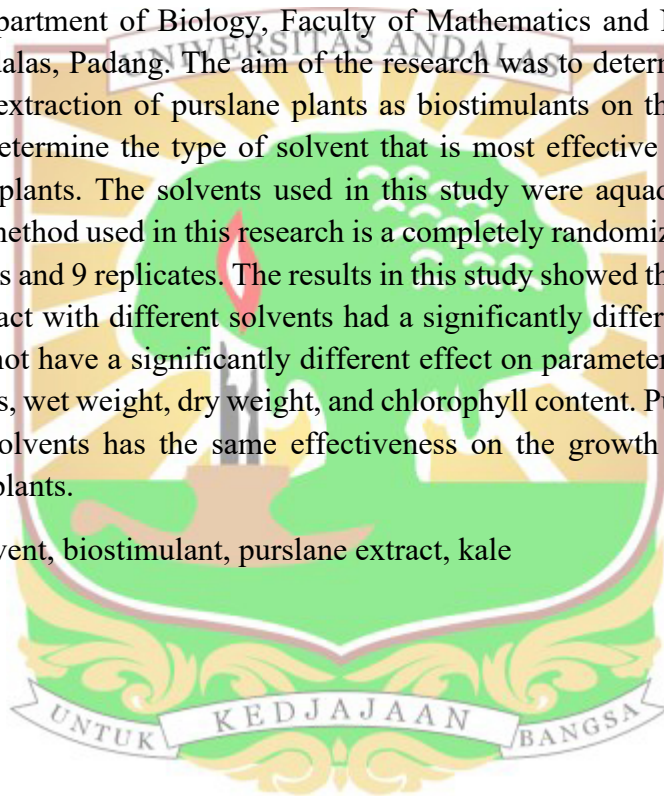 partment of Biology, Faculty of Mathematics and
UNIVERSITAS ANDALAS
alas, Padang. The aim of the research was to determ
extraction of purslane plants as biostimulants on th
etermine the type of solvent that is most effective
plants. The solvents used in this study were aquad
nethod used in this research is a completely randomiz
s and 9 replicates. The results in this study showed th
act with different solvents had a significantly differ
not have a significantly different effect on parameter
s, wet weight, dry weight, and chlorophyll content. Pu
olvents has the same effectiveness on the growth
plants.
vent, biostimulant, purslane extract, kale
UNTUK KEDJAJAAN BANGSA